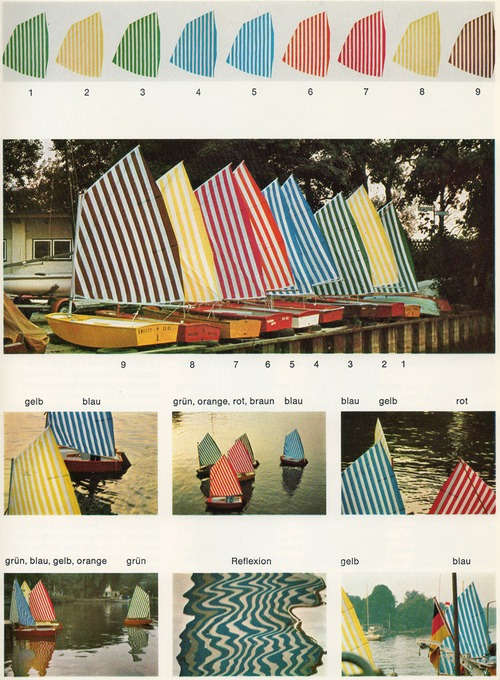 1 2 3 4 5 6 7 8 9
9 8 7 6 5 4 3 2 1
gelb blau
grün, orange, rot, braun blau
blau gelb rot
grün, blau, gelb, orange grün
Reflexion
gelb blau